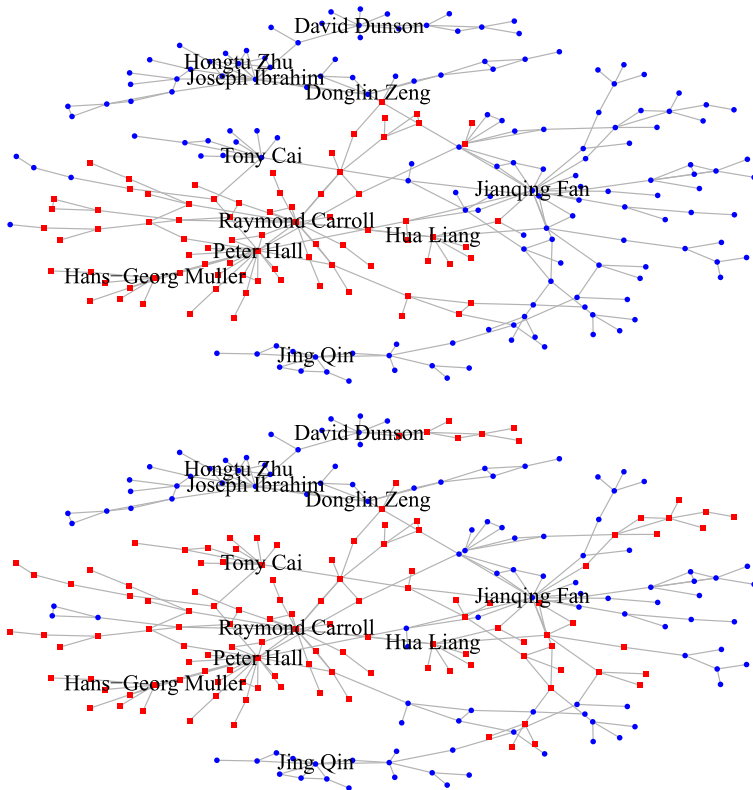 David Dunson
Hongtu Zhu
Joseph Ibrahim
Donglin Zeng
Tony Cai
Jianqing Fan
Raymond Carroll
Hua Liang
Peter Hall
Hans−Georg Muller
Jing Qin
David Dunson
Hongtu Zhu
Joseph Ibrahim
Donglin Zeng
Tony Cai
Jianqing Fan
Raymond Carroll
Hua Liang
Peter Hall
Hans−Georg Muller
Jing Qin